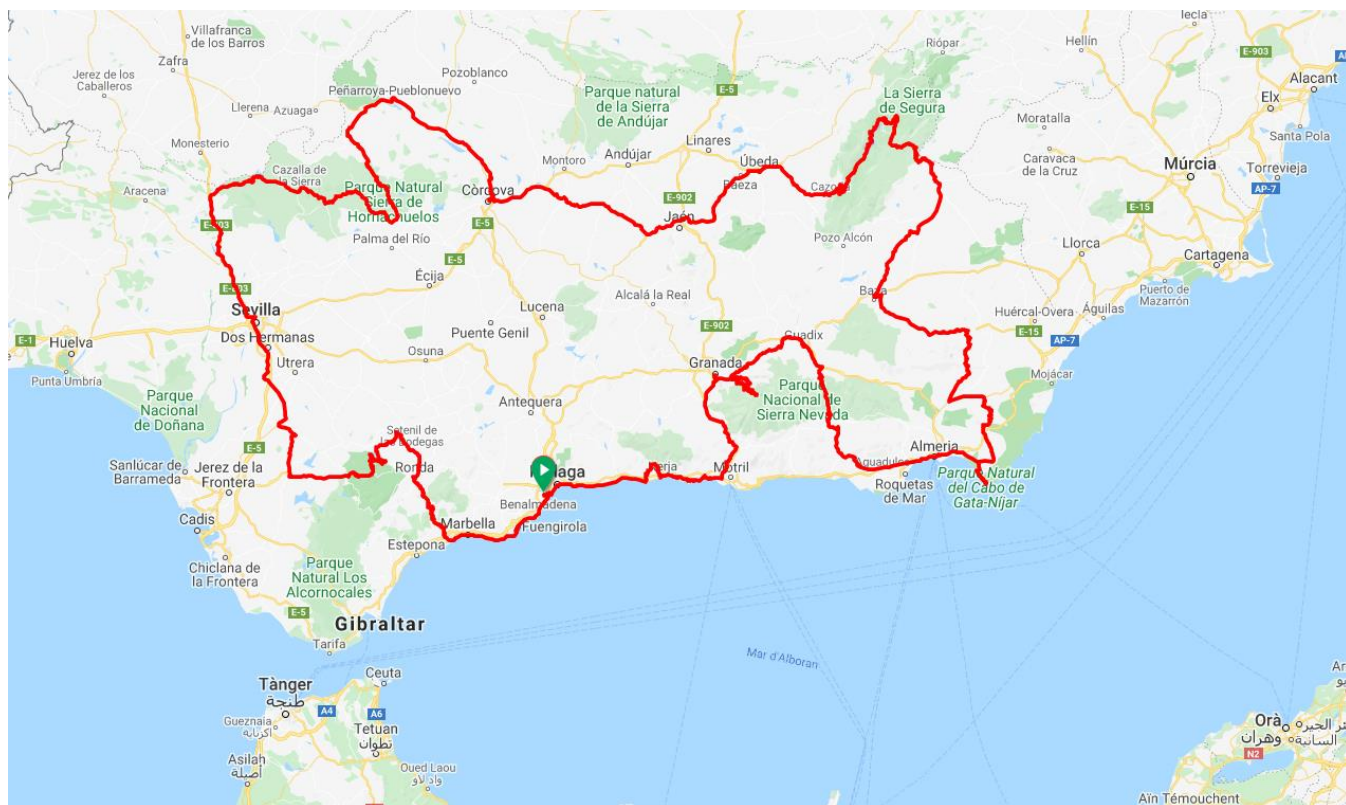 Villafranca
de los Barros
Zafra
Jerez de los
Caballeros
Llerena
Azuaga
Monesterio
Aracena
Peñarroya-Pueblonuevo
Pozoblanco
Parque natural
de la Sierra
de Andújar
E-5
Riópar
La Sierra
de Segura
Hellín
Tecla
E-903
Alacant
Elx
Santa Pola
Moratalla
Caravaca
de la Cruz
Múrcia
Torrevieja
AP-7
E-15
Llorca
Cartagena
Puerto de
Mazarrón
Águilas
Huércal-Overa
E-15
AP-7
Mojácar
Linares
Andújar
Montoro
Úbeda
Baeza
E-902
Jaén
Pozo Alcón
Cazalla de
la Sierra
Parque Natural
Sierra de
Hornachuelos
Palma del Río
Còrdova
E-5
E-5
Écija
Sevilla
Dos Hermanas
Utrera
Huelva
E-1
Punta Umbría
Parque
Nacional
de Doñana
Osuna
Puente Genil
Lucena
Alcalá la Real
E-902
Granada
Guadix
Baza
Parque
Nacional de
Sierra Nevada
Antequera
Setenil de
las Bodegas
Ronda
E-5
Sanlúcar de
Barrameda
Jerez de la
Frontera
Cadis
Chiclana de
la Frontera
Benalmádena
Fuengirola
Marbella
Estepona
Nerja
Motril
Almeria
Aguadulce
Roquetas
de Mar
Parque Natural
del Cabo de
Gata-Níjar
Parque
Natural Los
Alcornocales
E-5
Gibraltar
Tarifa
Mar d'Alboran
Tànger
طنجة
Ceuta
A4
A6
Gueznaia
اكزناية
Tetuan
تطوان
Asilah
أصيلة
Oued Laou
واد لاو
Orà
وهران
N2
السانية
Aïn Témouchent
عين تموشنت